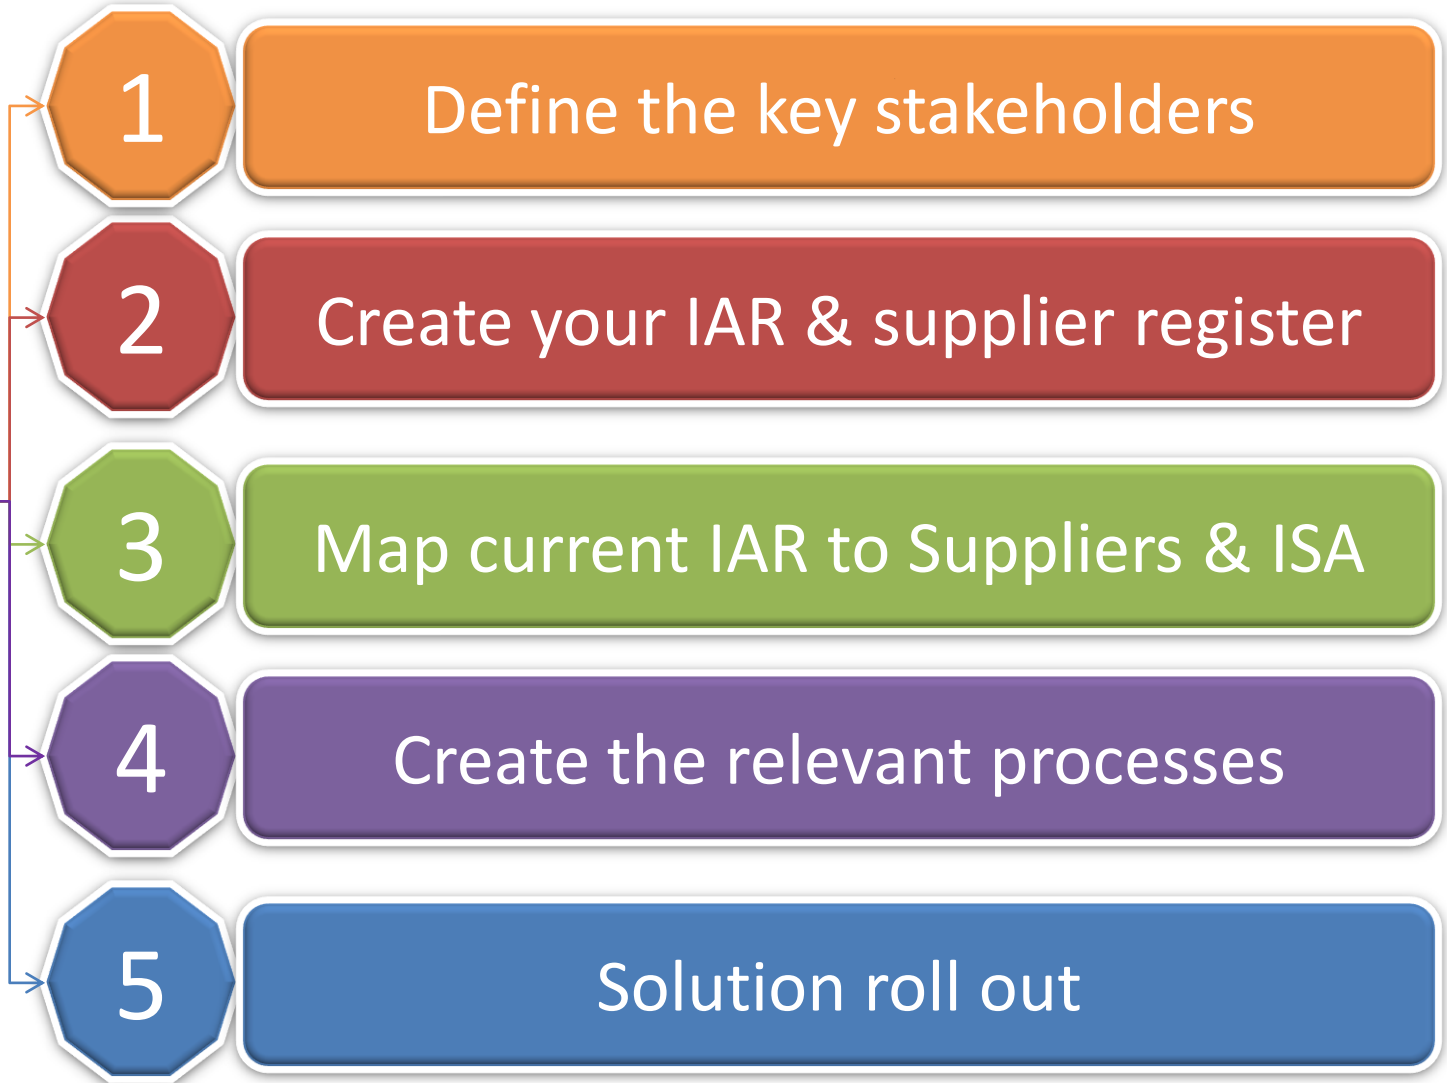 1
Define the key stakeholders
2
Create your IAR & supplier register
3
Map current IAR to Suppliers & ISA
4
Create the relevant processes
5
Solution roll out